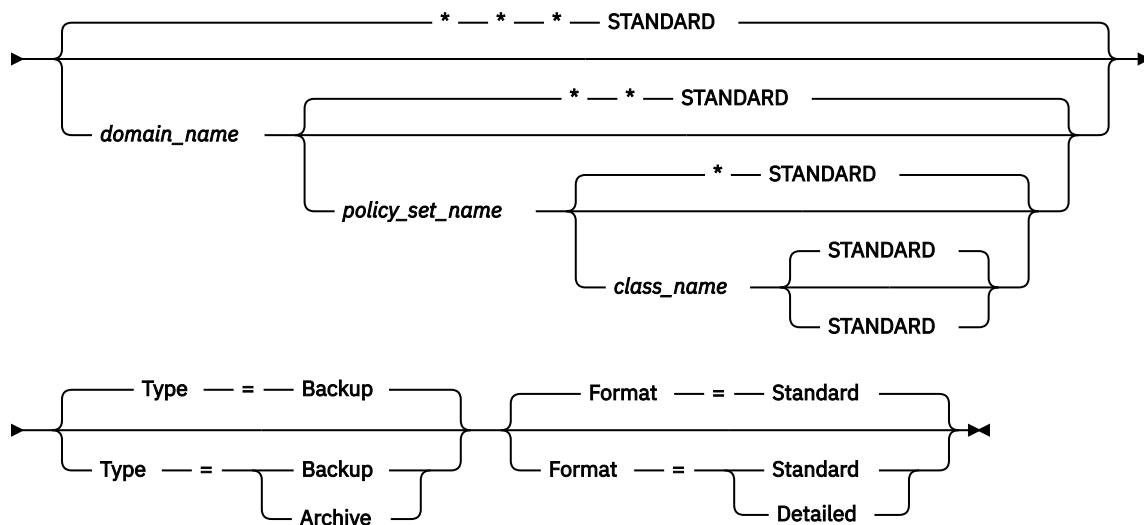 * * * STANDARD
* * STANDARD
domain_name
* STANDARD
policy_set_name
STANDARD
class_name
STANDARD
Type = Backup
Format = Standard
Type = Backup
Format = Standard
Archive
Detailed